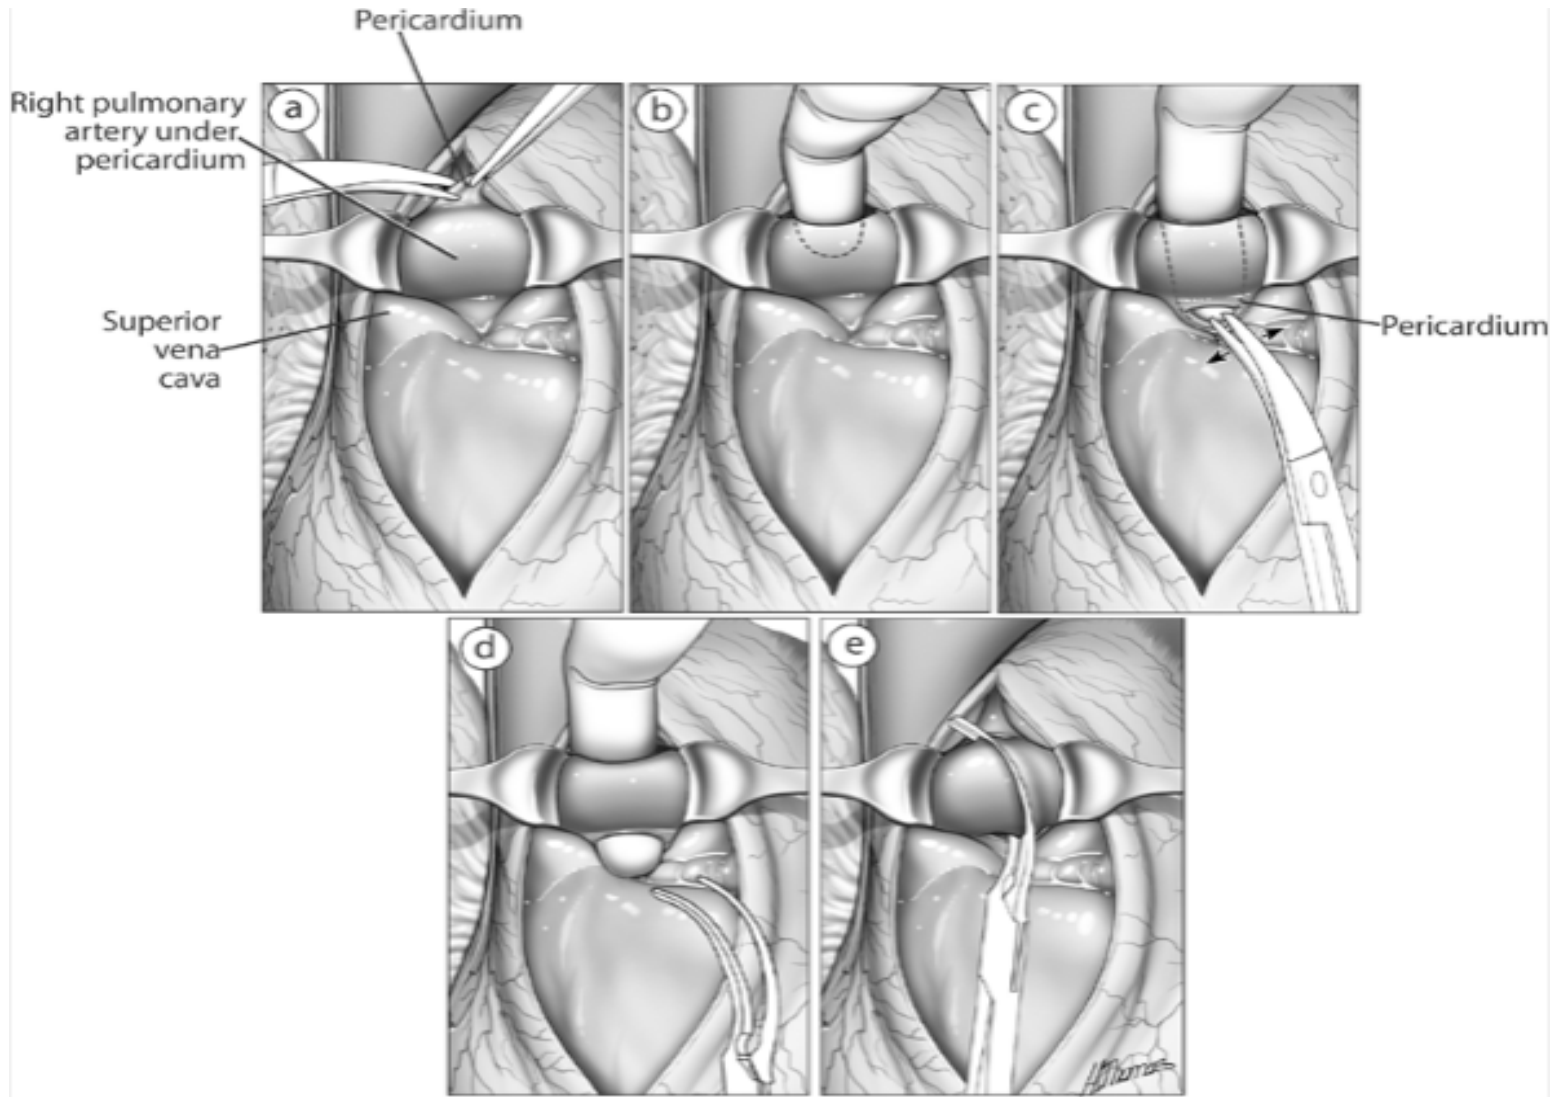 Pericardium
a
b
c
Right pulmonary
artery under
pericardium
Superior
vena
cava
Pericardium
d
e